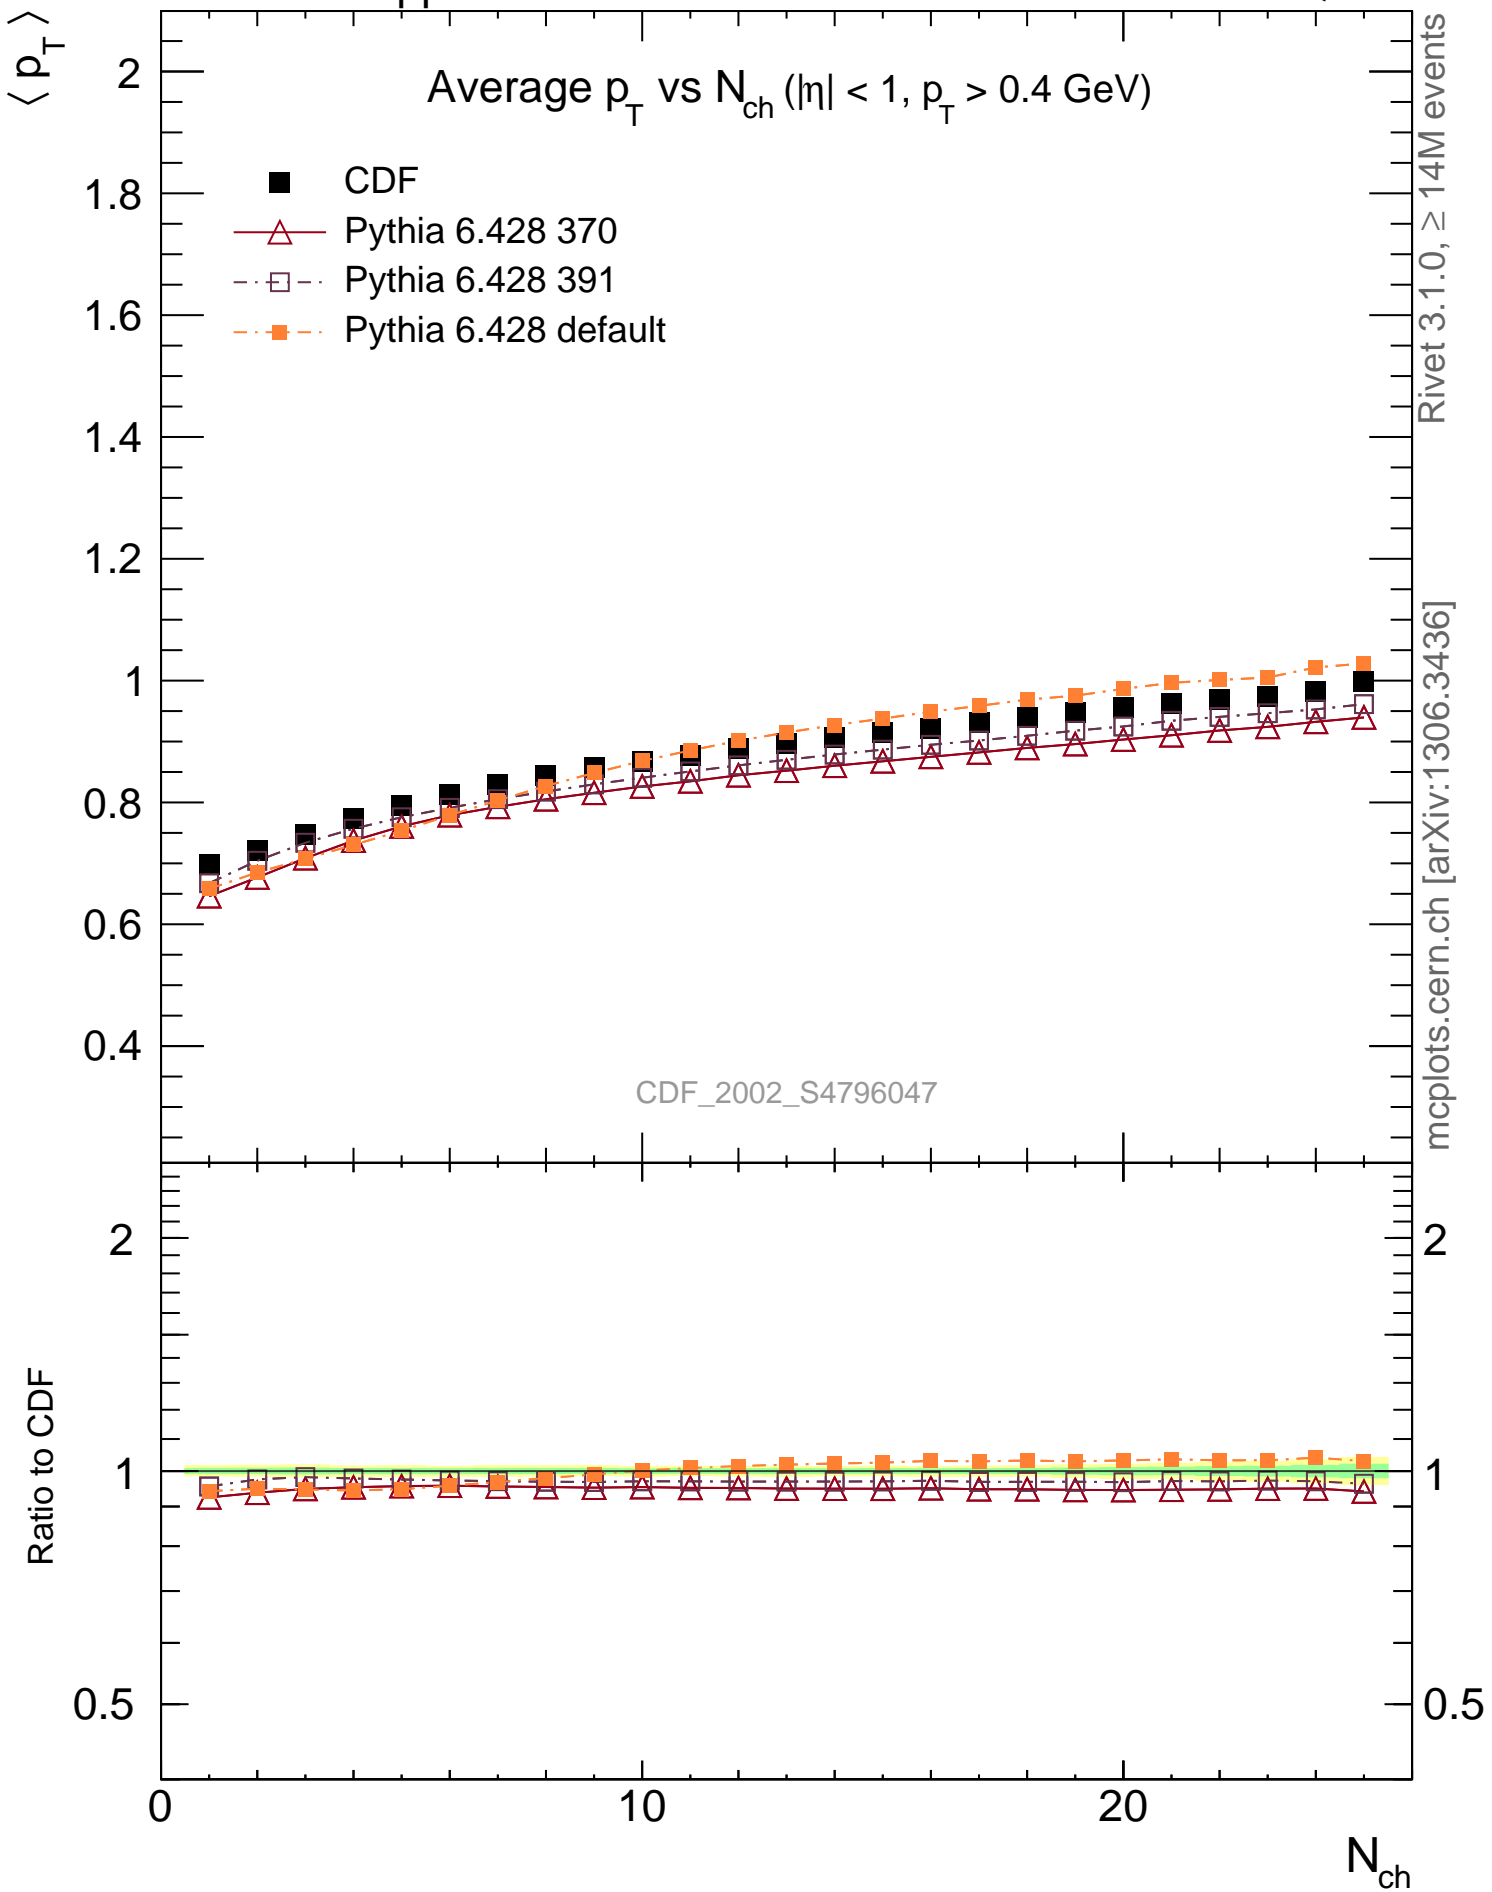 Average p_T vs N_ch (|η| < 1, p_T > 0.4 GeV)
CDF
Pythia 6.428 370
Pythia 6.428 391
Pythia 6.428 default
⟨ p_T ⟩
2
1.8
1.6
1.4
1.2
1
0.8
0.6
0.4
CDF_2002_S4796047
Rivet 3.1.0, ≥ 14M events
mcplots.cern.ch [arXiv:1306.3436]
Ratio to CDF
2
1
0.5
2
1
0.5
0
10
20
N_ch